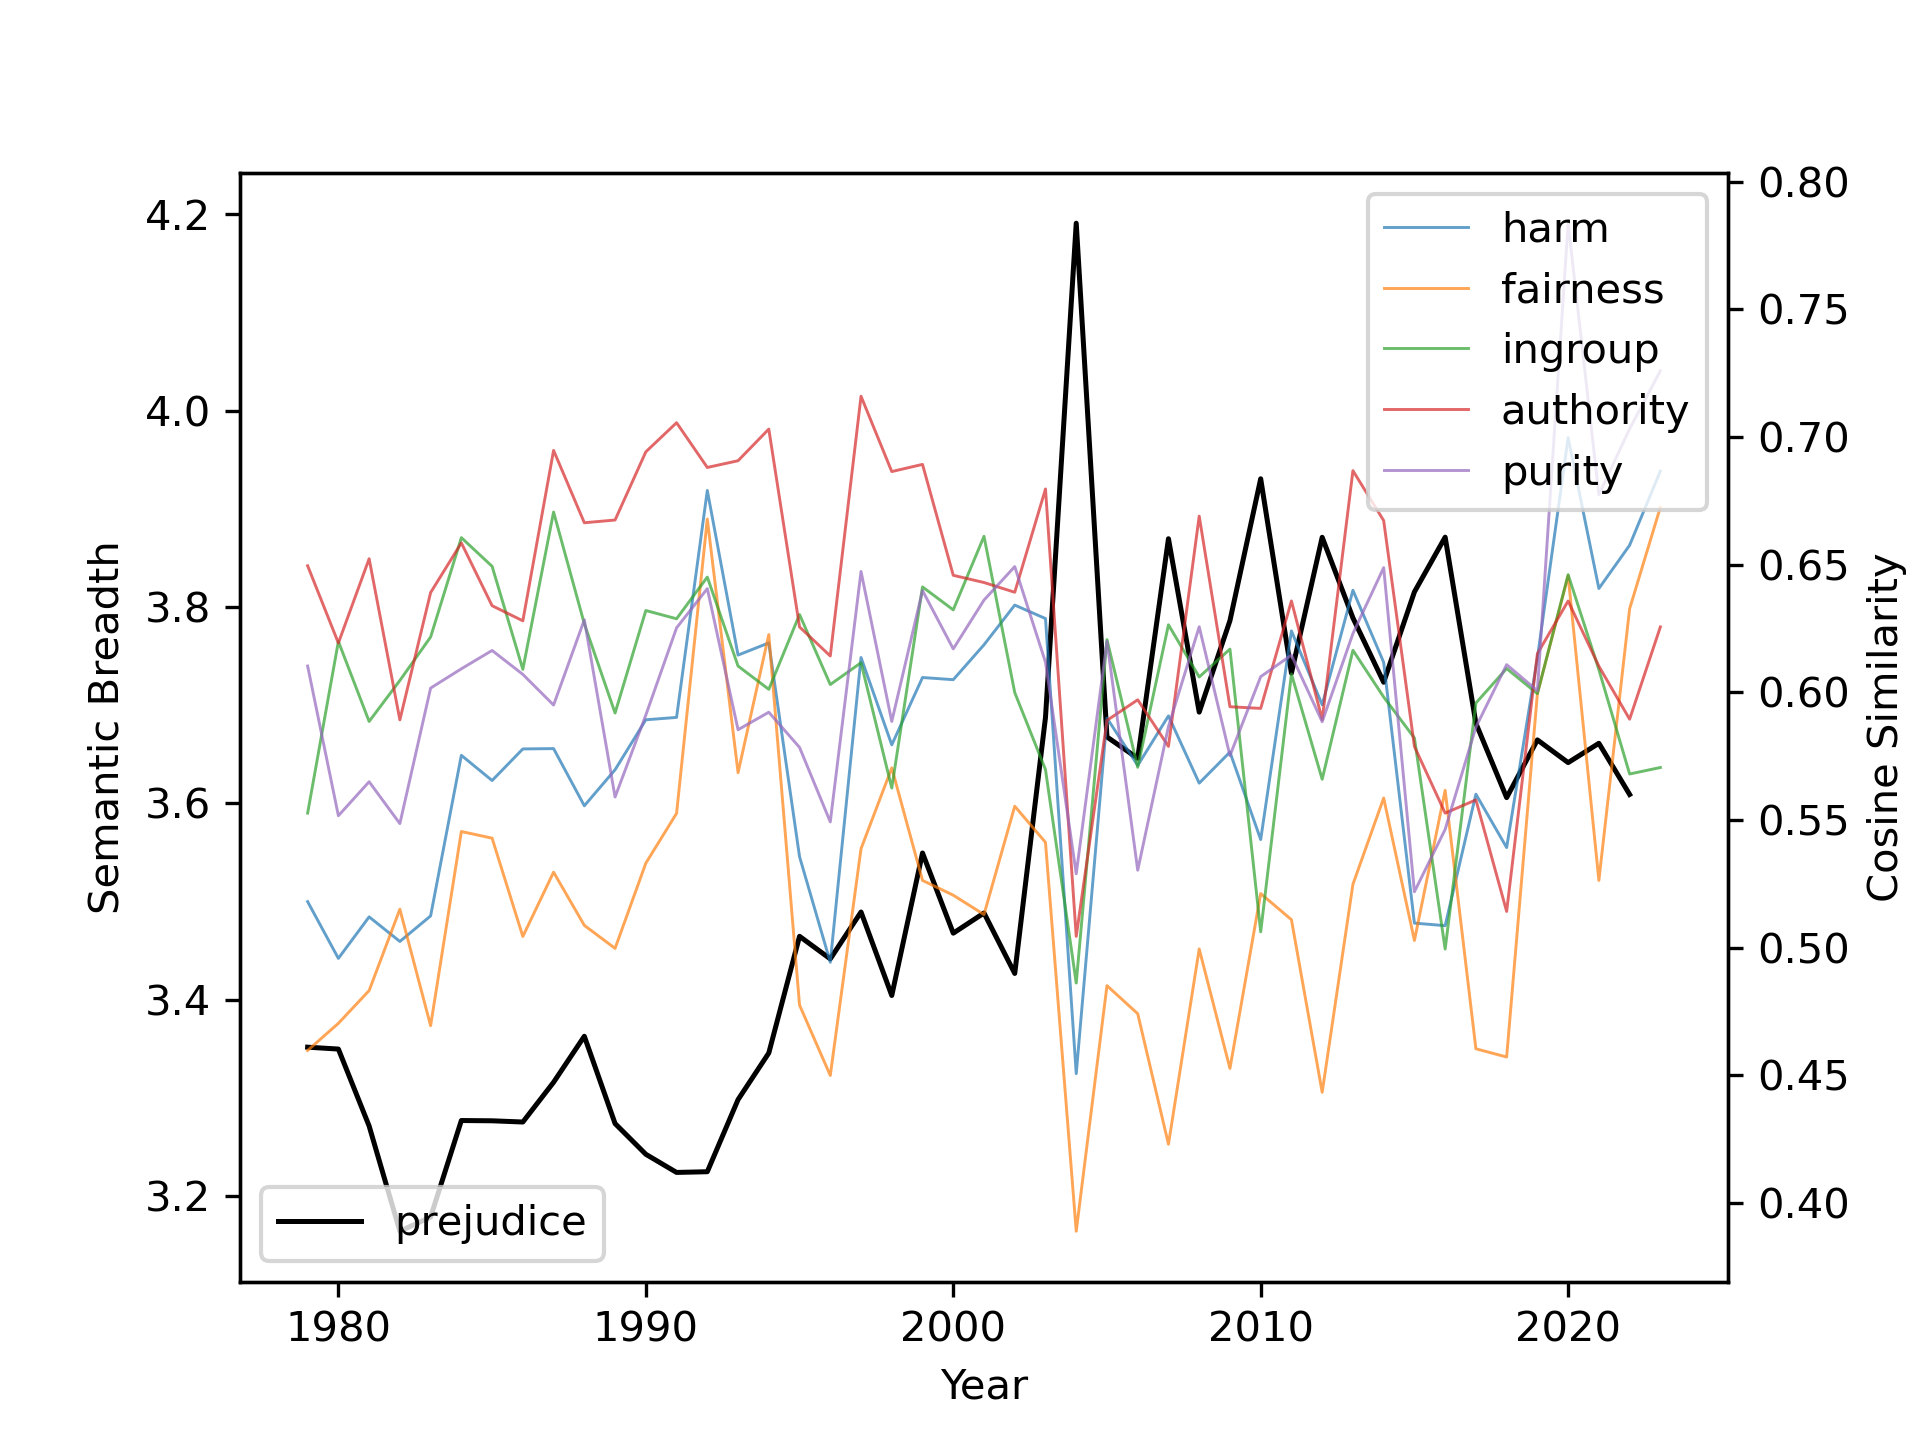 4.2
4.0
3.8
3.6
3.4
3.2
Semantic Breadth
0.80
0.75
0.70
0.65
0.60
0.55
0.50
0.45
0.40
Cosine Similarity
harm
fairness
ingroup
authority
purity
prejudice
1980 1990 2000 2010 2020
Year